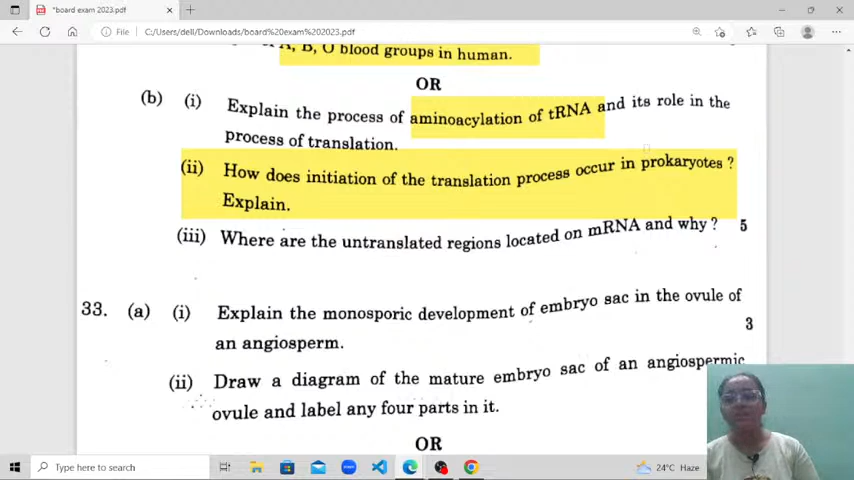 *board exam 2023.pdf
File
C:/Users/dell/Downloads/board%20exam%202023.pdf
A, B, O blood groups in human.
OR
(b) (i) Explain the process of aminoacylation of tRNA and its role in the
process of translation.
(ii) How does initiation of the translation process occur in prokaryotes ?
Explain.
(iii) Where are the untranslated regions located on mRNA and why ? 5
33. (a) (i) Explain the monosporic development of embryo sac in the ovule of
an angiosperm. 3
(ii) Draw a diagram of the mature embryo sac of an angiospermic
ovule and label any four parts in it.
OR
Type here to search
24°C Haze